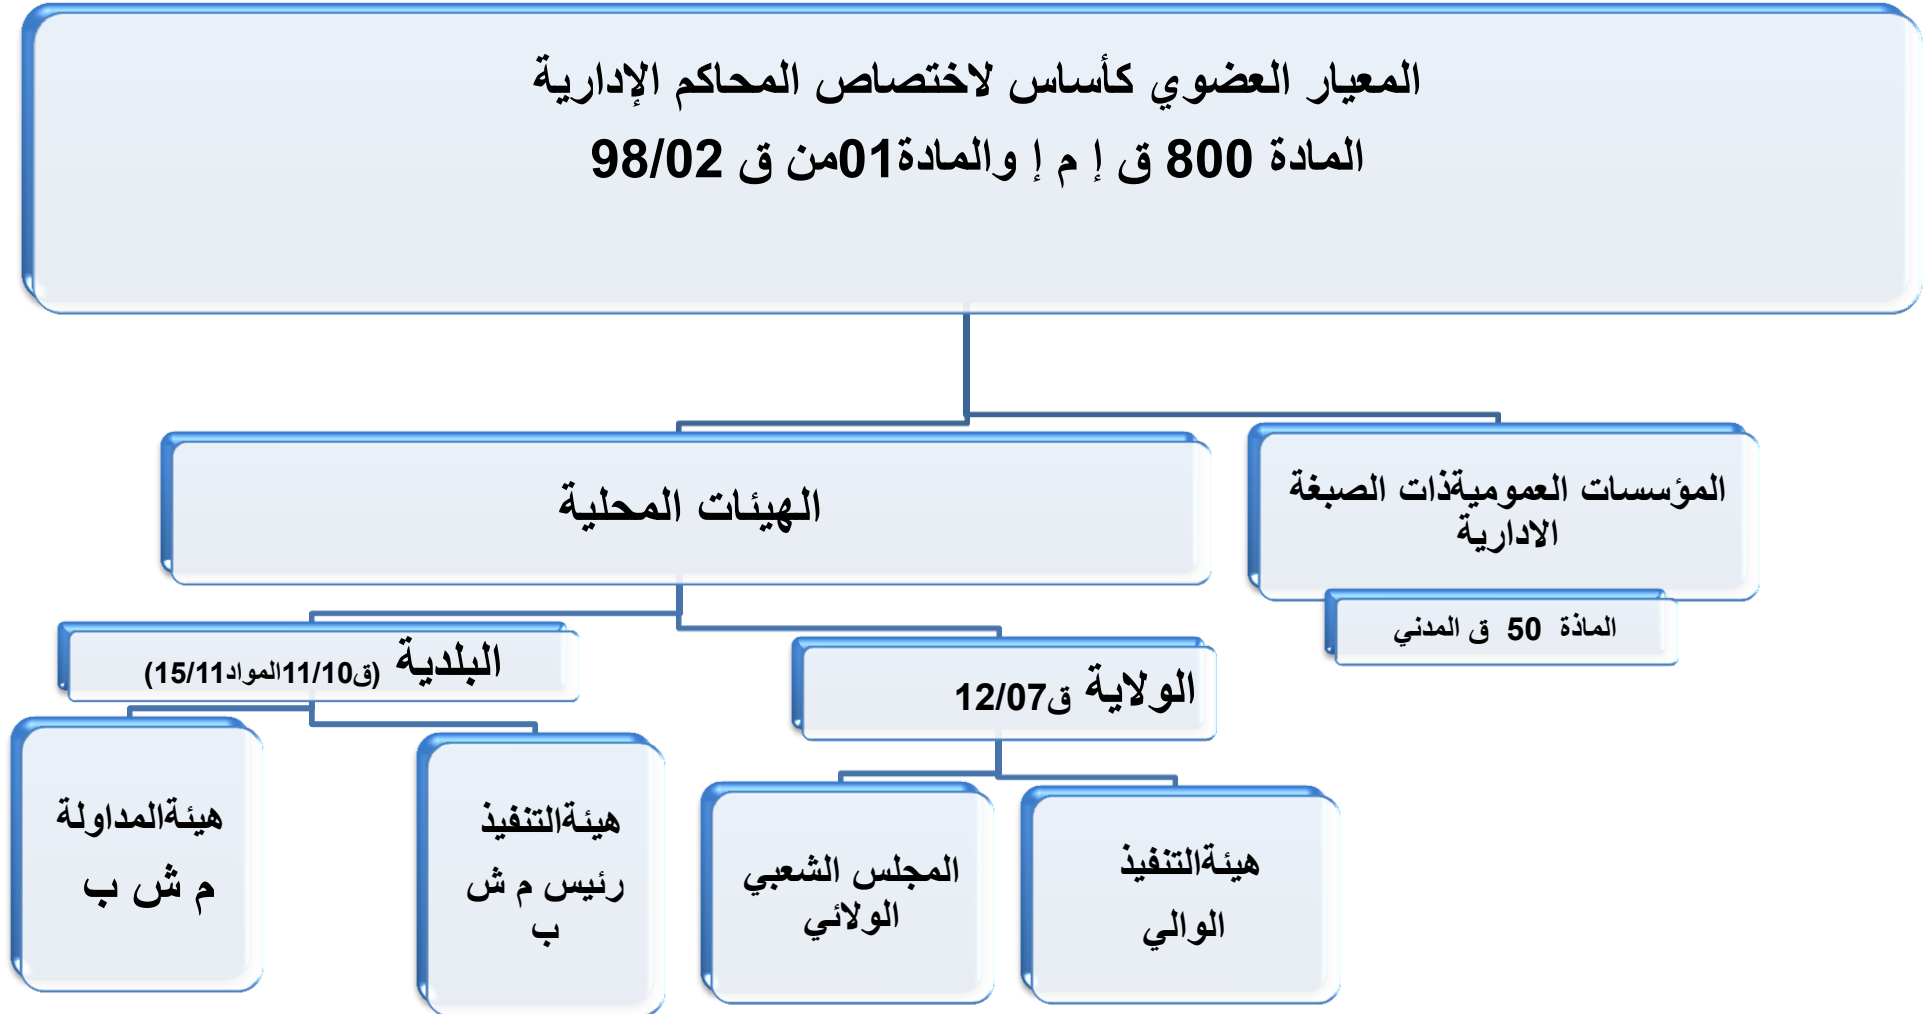 المعيار العضوي كأساس لاختصاص المحاكم الإدارية
المادة 800 ق إ م إ والمادة01من ق 98/02
المؤسسات العموميةذات الصبغة
الادارية
الماذة 50 ق المدني
الهيئات المحلية
الولاية ق12/07
البلدية (ق11/10المواد15/11)
هيئةالتنفيذ
الوالي
المجلس الشعبي
الولائي
هيئةالتنفيذ
رئيس م ش
ب
هيئةالمداولة
م ش ب